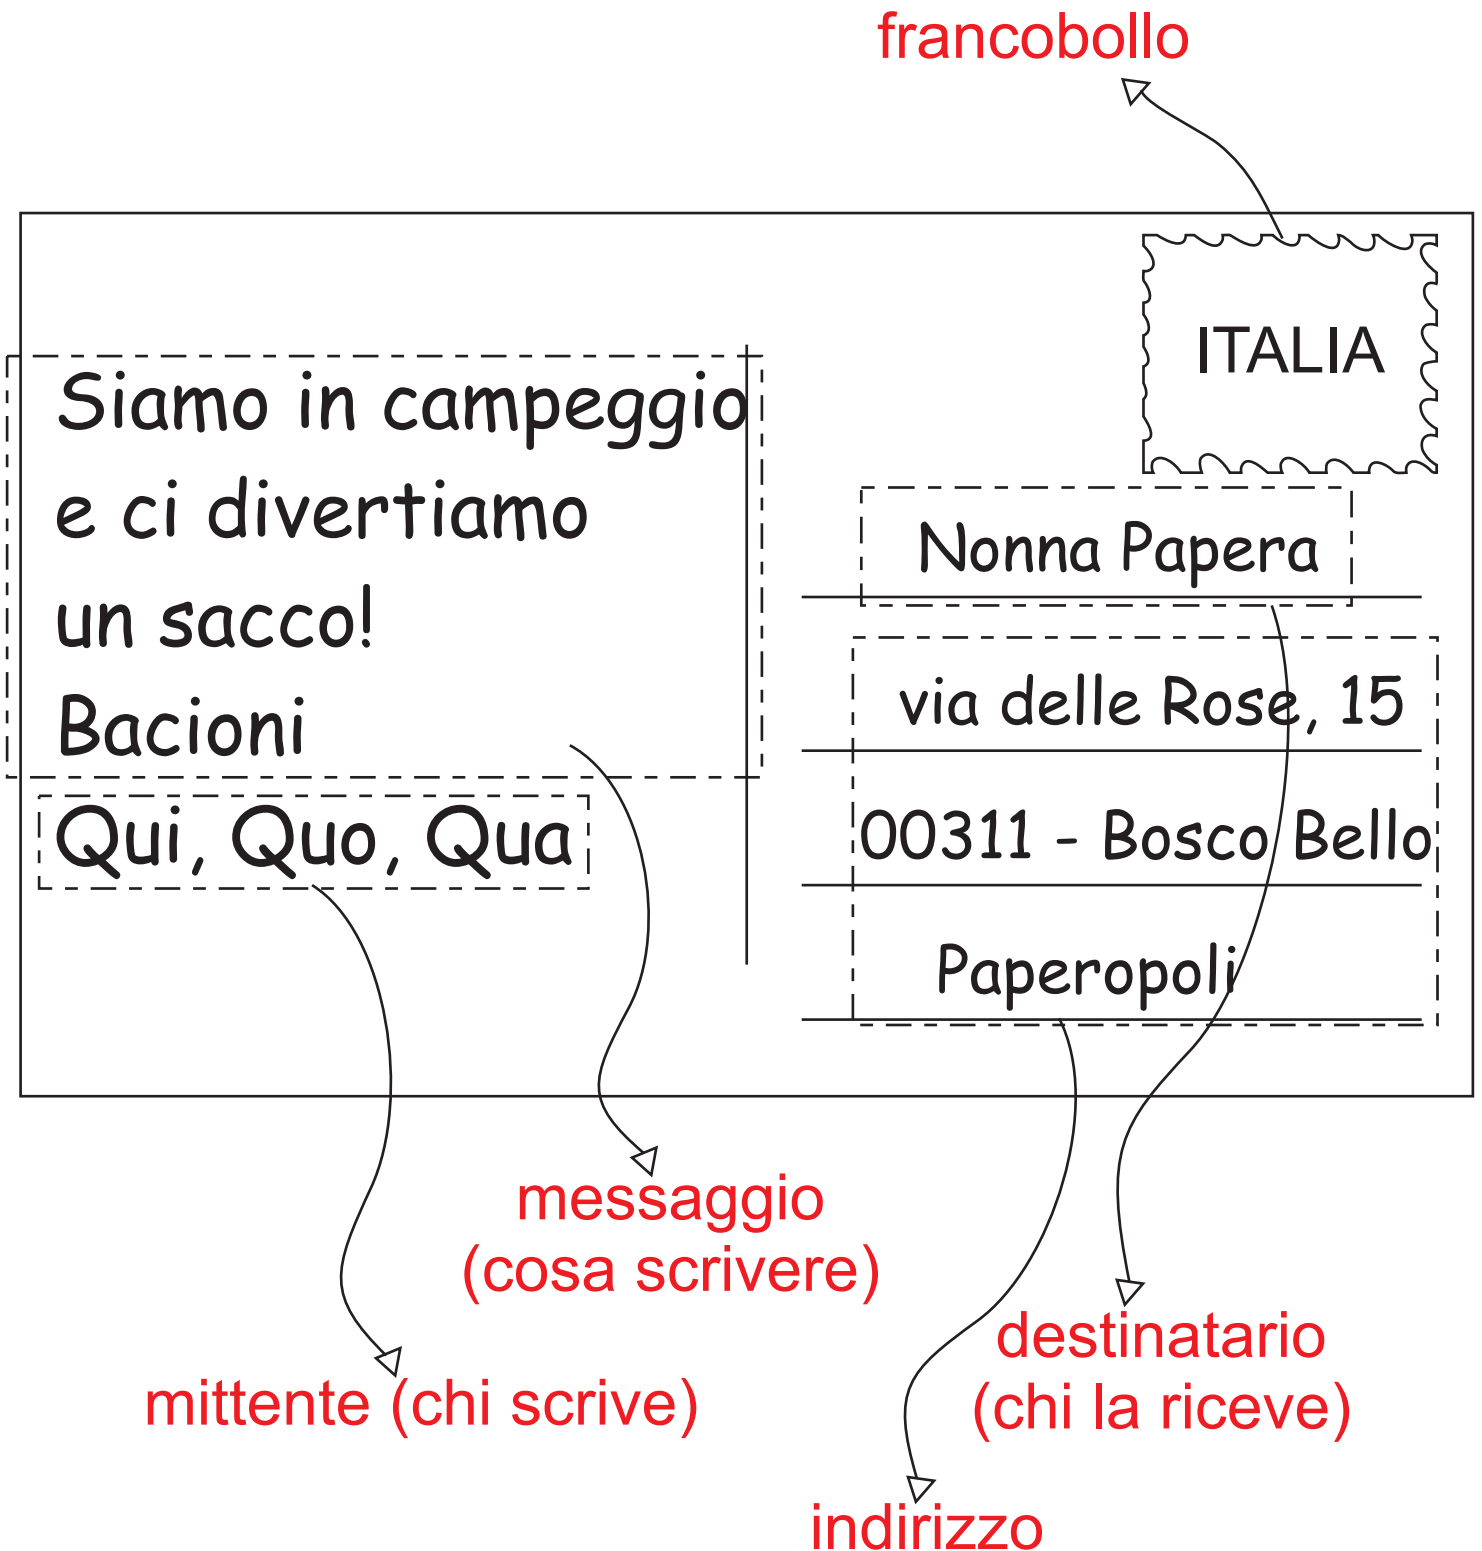 francobollo
ITALIA
Siamo in campeggio
e ci divertiamo
un sacco!
Bacioni
Qui, Quo, Qua
Nonna Papera
via delle Rose, 15
00311 - Bosco Bello
Paperopoli
messaggio
(cosa scrivere)
mittente (chi scrive)
destinatario
(chi la riceve)
indirizzo